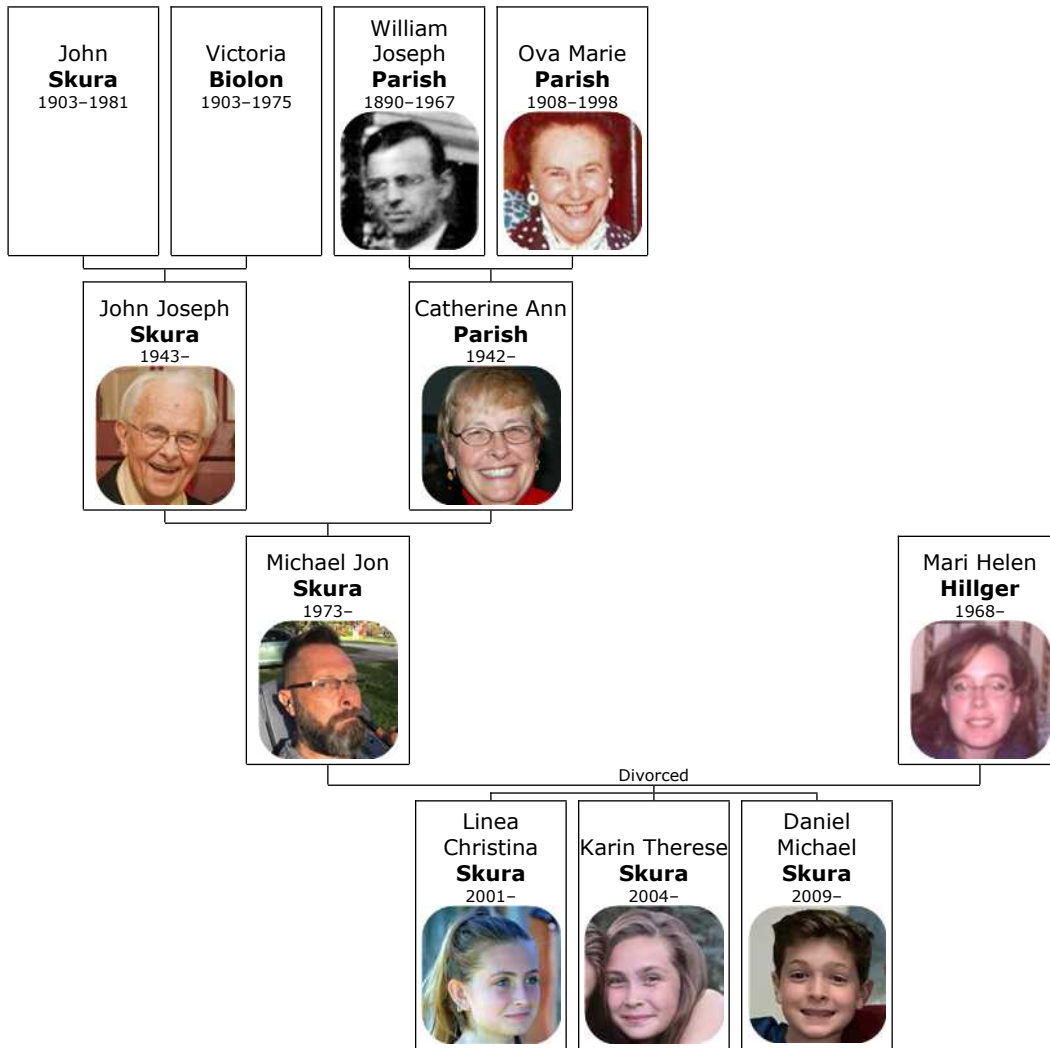 John
Skura
1903–1981
Victoria
Biolon
1903–1975
William
Joseph
Parish
1890–1967
Ova Marie
Parish
1908–1998
John Joseph
Skura
1943–
Catherine Ann
Parish
1942–
Michael Jon
Skura
1973–
Mari Helen
Hillger
1968–
Divorced
Linea
Christina
Skura
2001–
Karin Therese
Skura
2004–
Daniel
Michael
Skura
2009–